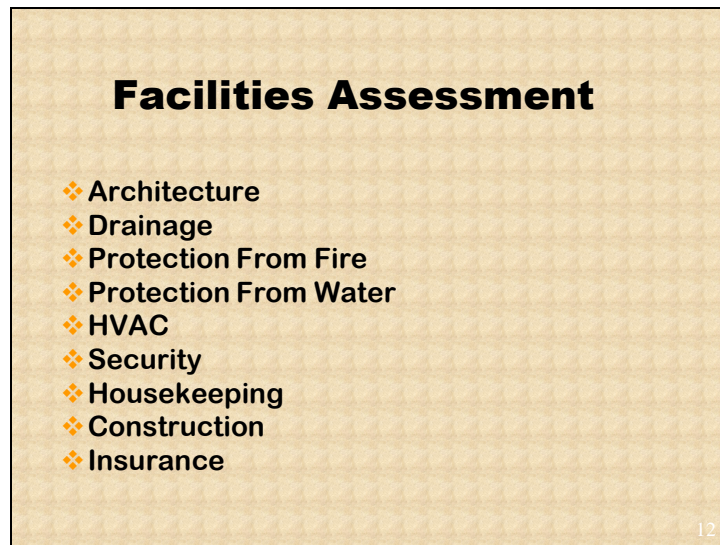 Facilities Assessment
Architecture
Drainage
Protection From Fire
Protection From Water
HVAC
Security
Housekeeping
Construction
Insurance
12